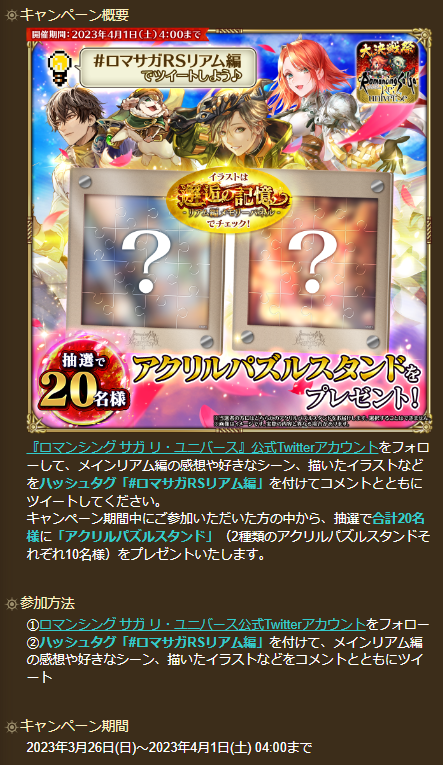 キャンペーン概要
開催期間：2023年4月1日(土) 4:00まで
#ロマサガRSリアム編
でツイートしよう♪
大決戦祭
Romancing SaGa
Re;univerSe
イラストは
邂逅の記憶
-リアム編メモリーパズル-
でチェック！
抽選で
20名様
アクリルパズルスタンドを
プレゼント！
『ロマンシング サガ リ・ユニバース』公式Twitterアカウントをフォロ
ーして、メインリアム編の感想や好きなシーン、描いたイラストなど
をハッシュタグ「#ロマサガRSリアム編」を付けてコメントとともに
ツイートしてください。
キャンペーン期間中にご参加いただいた方の中から、抽選で合計20名
様に「アクリルパズルスタンド」（2種類のアクリルパズルスタンドそ
れぞれ10名様）をプレゼントいたします。
参加方法
①ロマンシング サガ リ・ユニバース公式Twitterアカウントをフォロー
②ハッシュタグ「#ロマサガRSリアム編」を付けて、メインリアム編
の感想や好きなシーン、描いたイラストなどをコメントとともにツイ
ート
キャンペーン期間
2023年3月26日(日)～2023年4月1日(土) 04:00まで